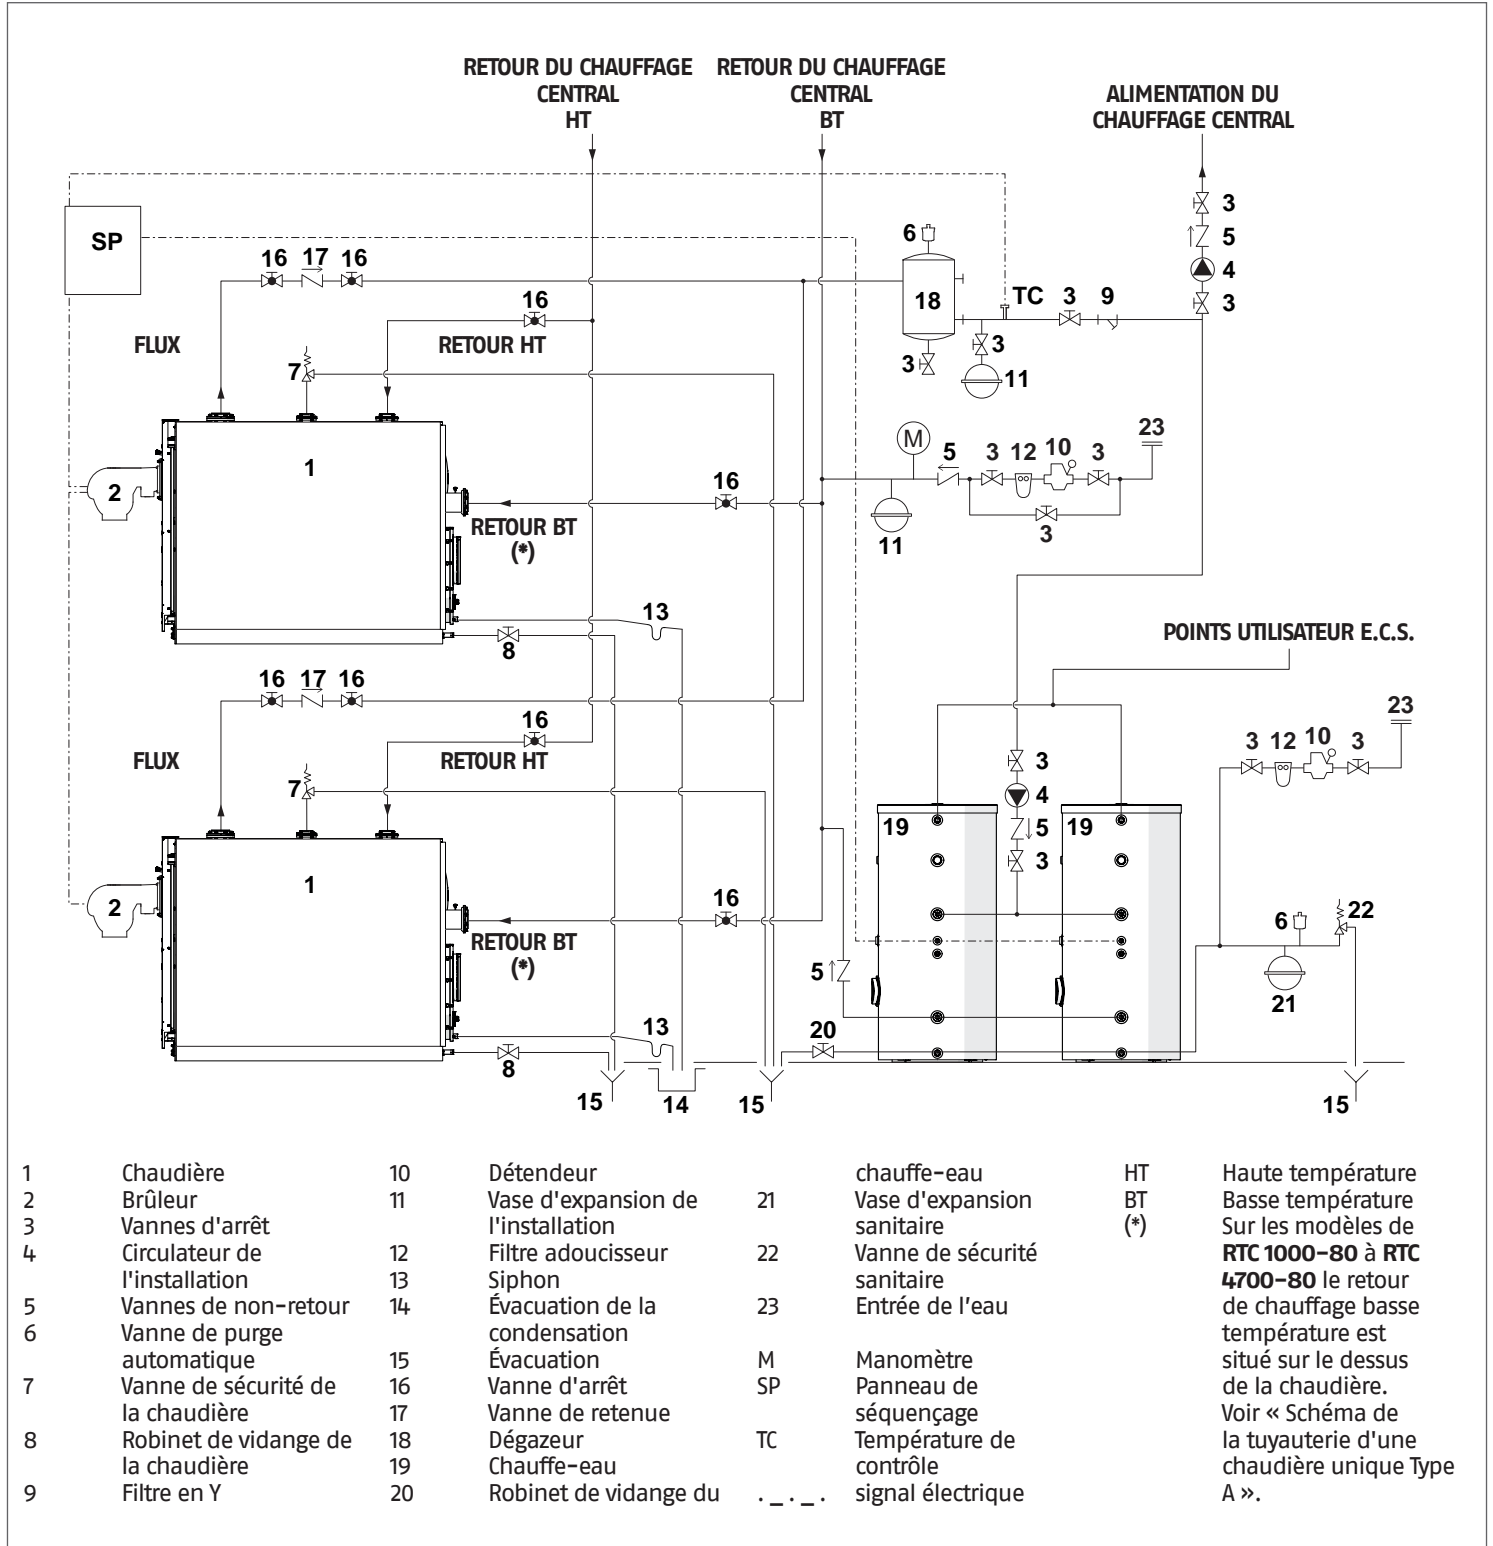 RETOUR DU CHAUFFAGE
CENTRAL
HT
RETOUR DU CHAUFFAGE
CENTRAL
BT
ALIMENTATION DU
CHAUFFAGE CENTRAL
3
5
4
3
SP
6
16 17 16
18
TC 3 9
16
FLUX
RETOUR HT
7
3
3
11
M
5 3 12 10 3
23
1
2
16
RETOUR BT
(*)
11
3
13
8
POINTS UTILISATEUR E.C.S.
16 17 16
16
FLUX
RETOUR HT
7
23
3 12 10 3
3
4
5
3
19
19
1
2
16
RETOUR BT
(*)
6
22
5
21
13
20
8
15
14
15
15
1 Chaudière
2 Brûleur
3 Vannes d'arrêt
4 Circulateur de
l'installation
5 Vannes de non-retour
6 Vanne de purge
automatique
7 Vanne de sécurité de
la chaudière
8 Robinet de vidange de
la chaudière
9 Filtre en Y
10 Détendeur
11 Vase d'expansion de
l'installation
12 Filtre adoucisseur
13 Siphon
14 Évacuation de la
condensation
15 Évacuation
16 Vanne d'arrêt
17 Vanne de retenue
18 Dégazeur
19 Chauffe-eau
20 Robinet de vidange du
chauffe-eau
21 Vase d'expansion
sanitaire
22 Vanne de sécurité
sanitaire
23 Entrée de l'eau
M Manomètre
SP Panneau de
séquençage
TC Température de
contrôle
. _ . _ . signal électrique
HT Haute température
BT Basse température
(*) Sur les modèles de
RTC 1000-80 à RTC
4700-80 le retour
de chauffage basse
température est
situé sur le dessus
de la chaudière.
Voir « Schéma de
la tuyauterie d'une
chaudière unique Type
A ».